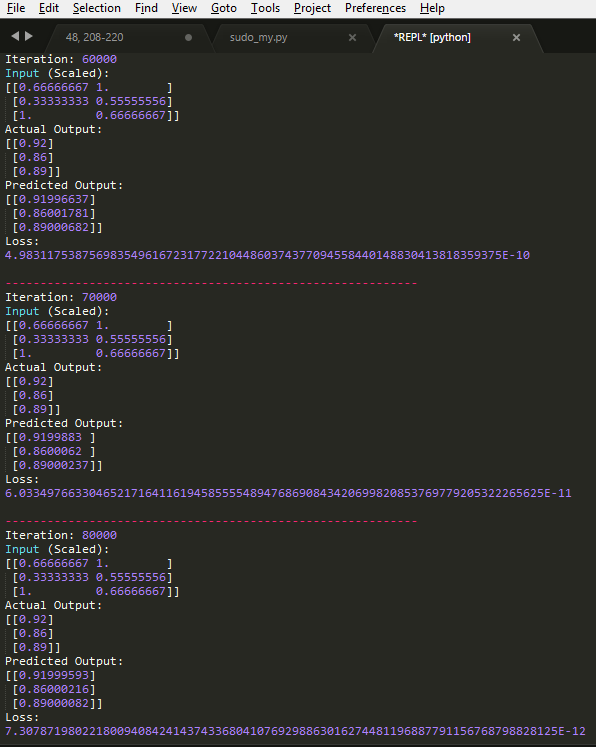 File Edit Selection Find View Goto Tools Project Preferences Help
48, 208-220 sudo_my.py *REPL* [python]
Iteration: 60000
Input (Scaled):
[[0.66666667 1.        ]
 [0.33333333 0.55555556]
 [1.         0.66666667]]
Actual Output:
[[0.92]
 [0.86]
 [0.89]]
Predicted Output:
[[0.91996637]
 [0.86001781]
 [0.89000682]]
Loss:
4.983117538756983549616723177221044860374377094558440148830413818359375E-10
-----------------------------------------------------------
Iteration: 70000
Input (Scaled):
[[0.66666667 1.        ]
 [0.33333333 0.55555556]
 [1.         0.66666667]]
Actual Output:
[[0.92]
 [0.86]
 [0.89]]
Predicted Output:
[[0.9199883 ]
 [0.8600062 ]
 [0.89000237]]
Loss:
6.033497663304652171641161945855554894768690843420699820853769779205322265625E-11
-----------------------------------------------------------
Iteration: 80000
Input (Scaled):
[[0.66666667 1.        ]
 [0.33333333 0.55555556]
 [1.         0.66666667]]
Actual Output:
[[0.92]
 [0.86]
 [0.89]]
Predicted Output:
[[0.91999593]
 [0.86000216]
 [0.89000082]]
Loss:
7.3078719802218009408424143743368041076929886301627448119688779115676879882​8125E-12